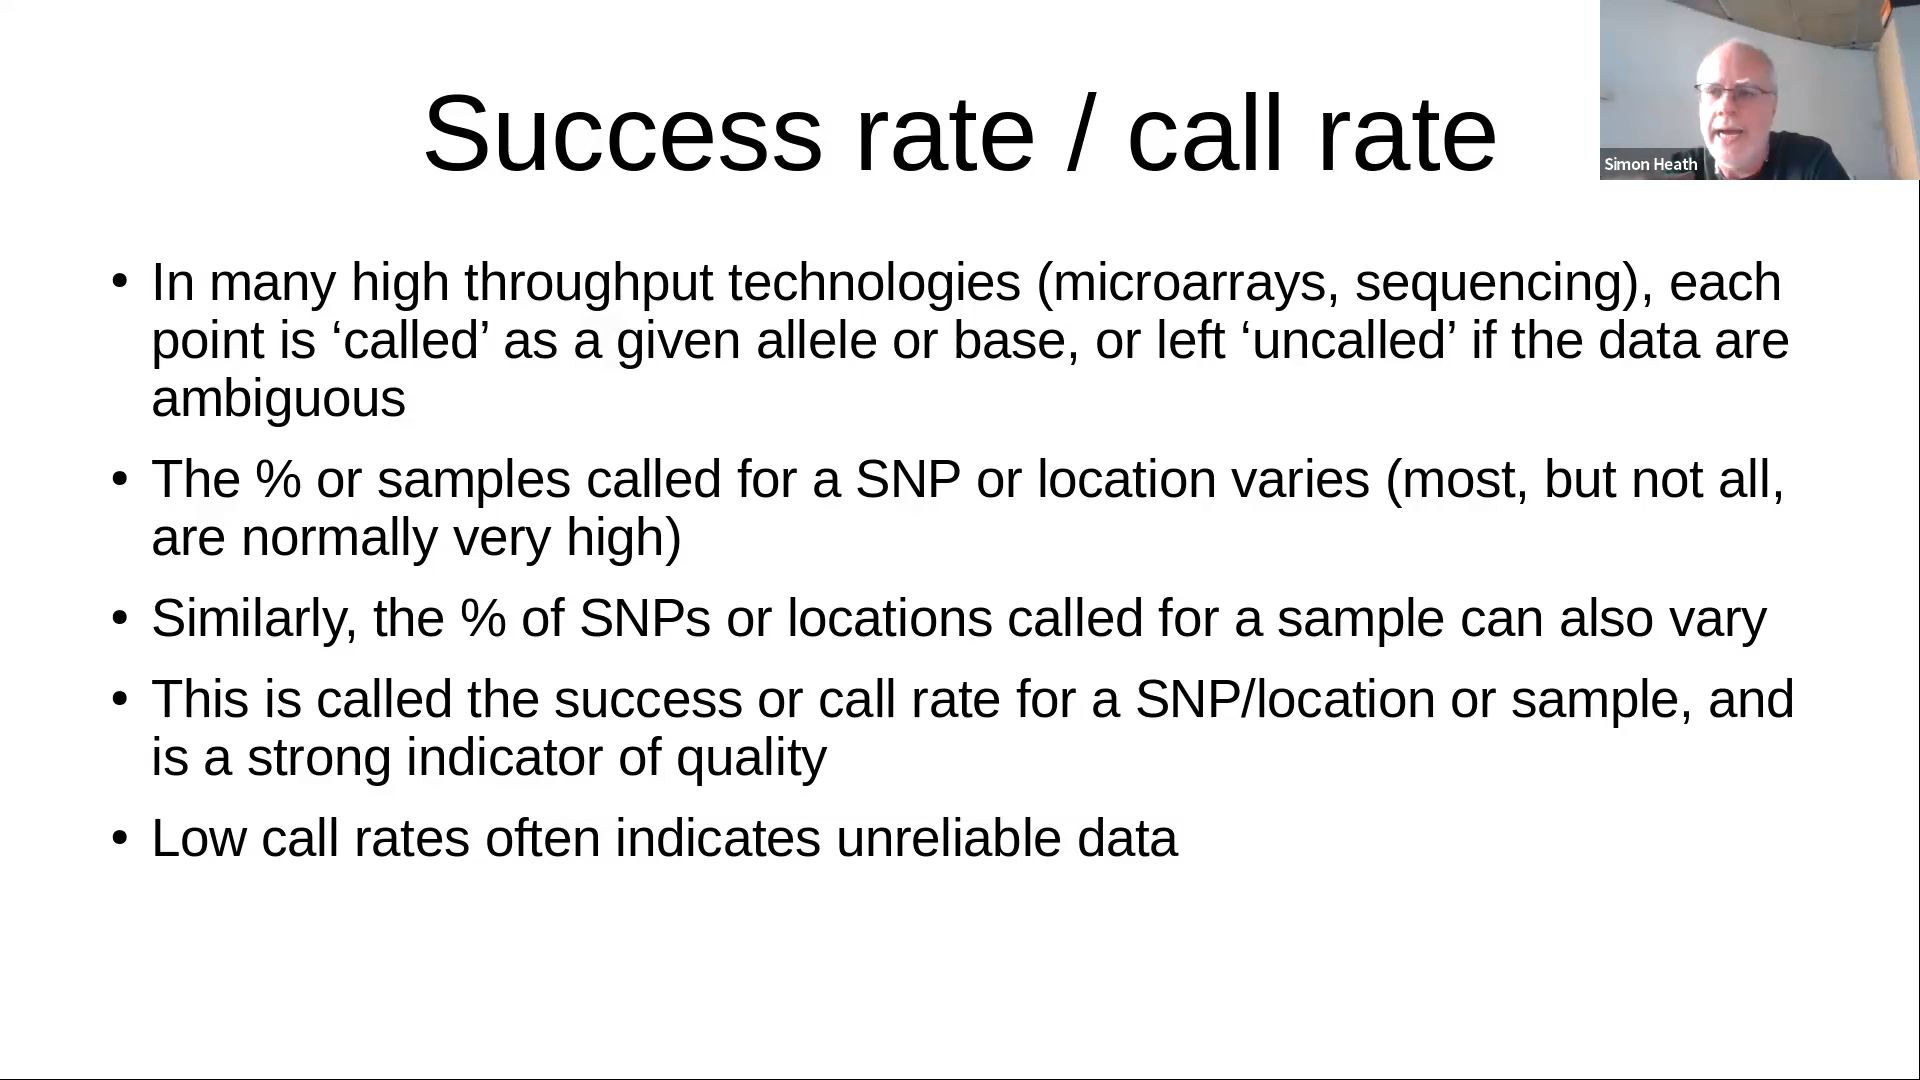 Success rate / call rate
Simon Heath
• In many high throughput technologies (microarrays, sequencing), each
point is ‘called’ as a given allele or base, or left ‘uncalled’ if the data are
ambiguous
• The % or samples called for a SNP or location varies (most, but not all,
are normally very high)
• Similarly, the % of SNPs or locations called for a sample can also vary
• This is called the success or call rate for a SNP/location or sample, and
is a strong indicator of quality
• Low call rates often indicates unreliable data